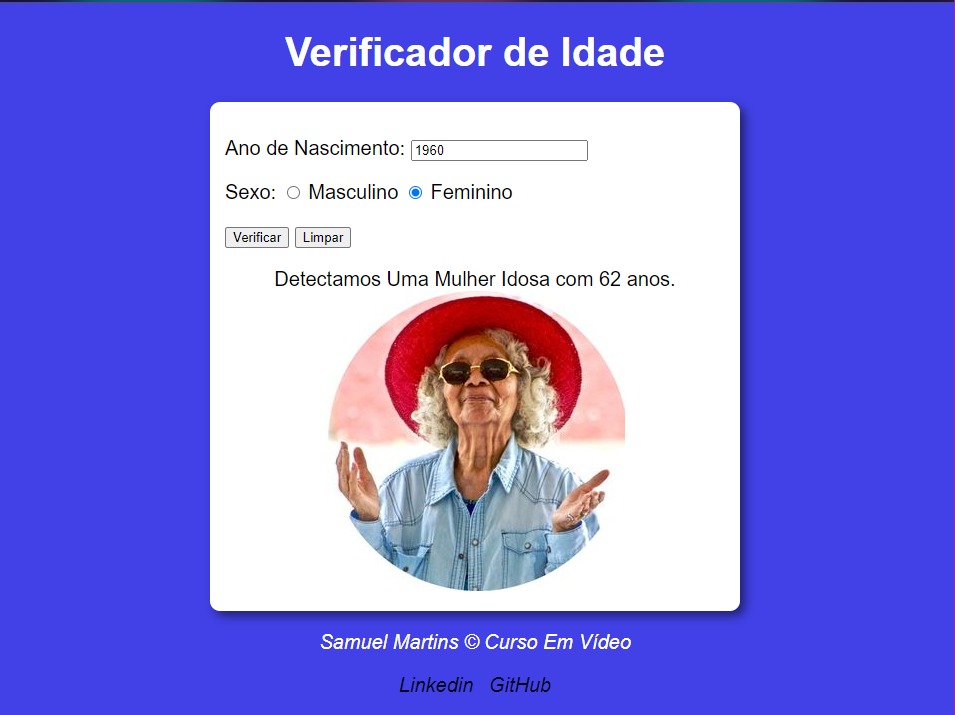 Verificador de Idade
Ano de Nascimento: 1960
Sexo: Masculino Feminino
Verificar Limpar
Detectamos Uma Mulher Idosa com 62 anos.
Samuel Martins © Curso Em Vídeo
Linkedin GitHub